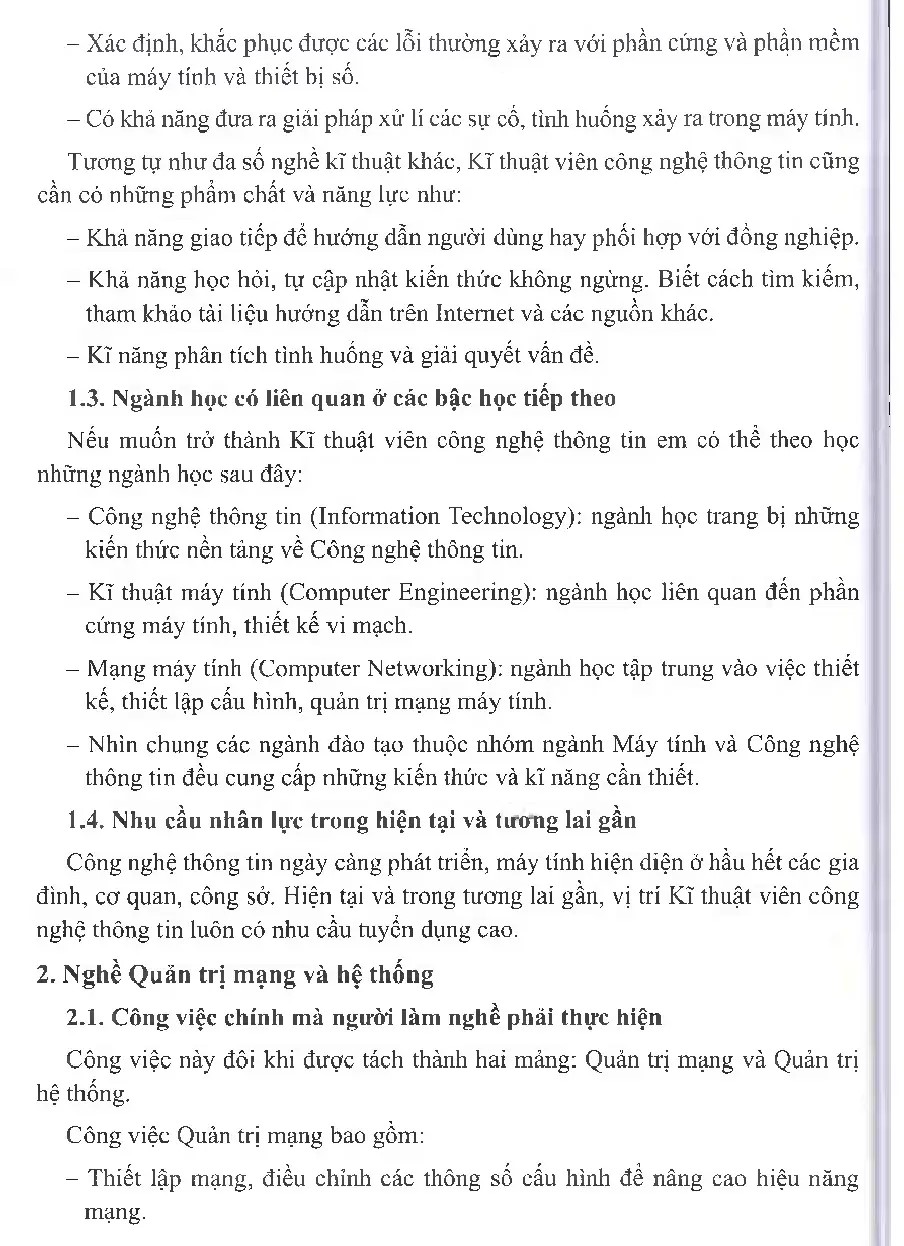 – Xác định, khắc phục được các lỗi thường xảy ra với phần cứng và phần mềm
của máy tính và thiết bị số.
– Có khả năng đưa ra giải pháp xử lí các sự cố, tình huống xảy ra trong máy tính.
Tương tự như đa số nghề kĩ thuật khác, Kĩ thuật viên công nghệ thông tin cũng
cần có những phẩm chất và năng lực như:
– Khả năng giao tiếp để hướng dẫn người dùng hay phối hợp với đồng nghiệp.
– Khả năng học hỏi, tự cập nhật kiến thức không ngừng. Biết cách tìm kiếm,
tham khảo tài liệu hướng dẫn trên Internet và các nguồn khác.
– Kĩ năng phân tích tình huống và giải quyết vấn đề.
1.3. Ngành học có liên quan ở các bậc học tiếp theo
Nếu muốn trở thành Kĩ thuật viên công nghệ thông tin em có thể theo học
những ngành học sau đây:
– Công nghệ thông tin (Information Technology): ngành học trang bị những
kiến thức nền tảng về Công nghệ thông tin.
– Kĩ thuật máy tính (Computer Engineering): ngành học liên quan đến phần
cứng máy tính, thiết kế vi mạch.
– Mạng máy tính (Computer Networking): ngành học tập trung vào việc thiết
kế, thiết lập cấu hình, quản trị mạng máy tính.
– Nhìn chung các ngành đào tạo thuộc nhóm ngành Máy tính và Công nghệ
thông tin đều cung cấp những kiến thức và kĩ năng cần thiết.
1.4. Nhu cầu nhân lực trong hiện tại và tương lai gần
Công nghệ thông tin ngày càng phát triển, máy tính hiện diện ở hầu hết các gia
đình, cơ quan, công sở. Hiện tại và trong tương lai gần, vị trí Kĩ thuật viên công
nghệ thông tin luôn có nhu cầu tuyển dụng cao.
2. Nghề Quản trị mạng và hệ thống
2.1. Công việc chính mà người làm nghề phải thực hiện
Công việc này đôi khi được tách thành hai mảng: Quản trị mạng và Quản trị
hệ thống.
Công việc Quản trị mạng bao gồm:
– Thiết lập mạng, điều chỉnh các thông số cấu hình để nâng cao hiệu năng
mạng.